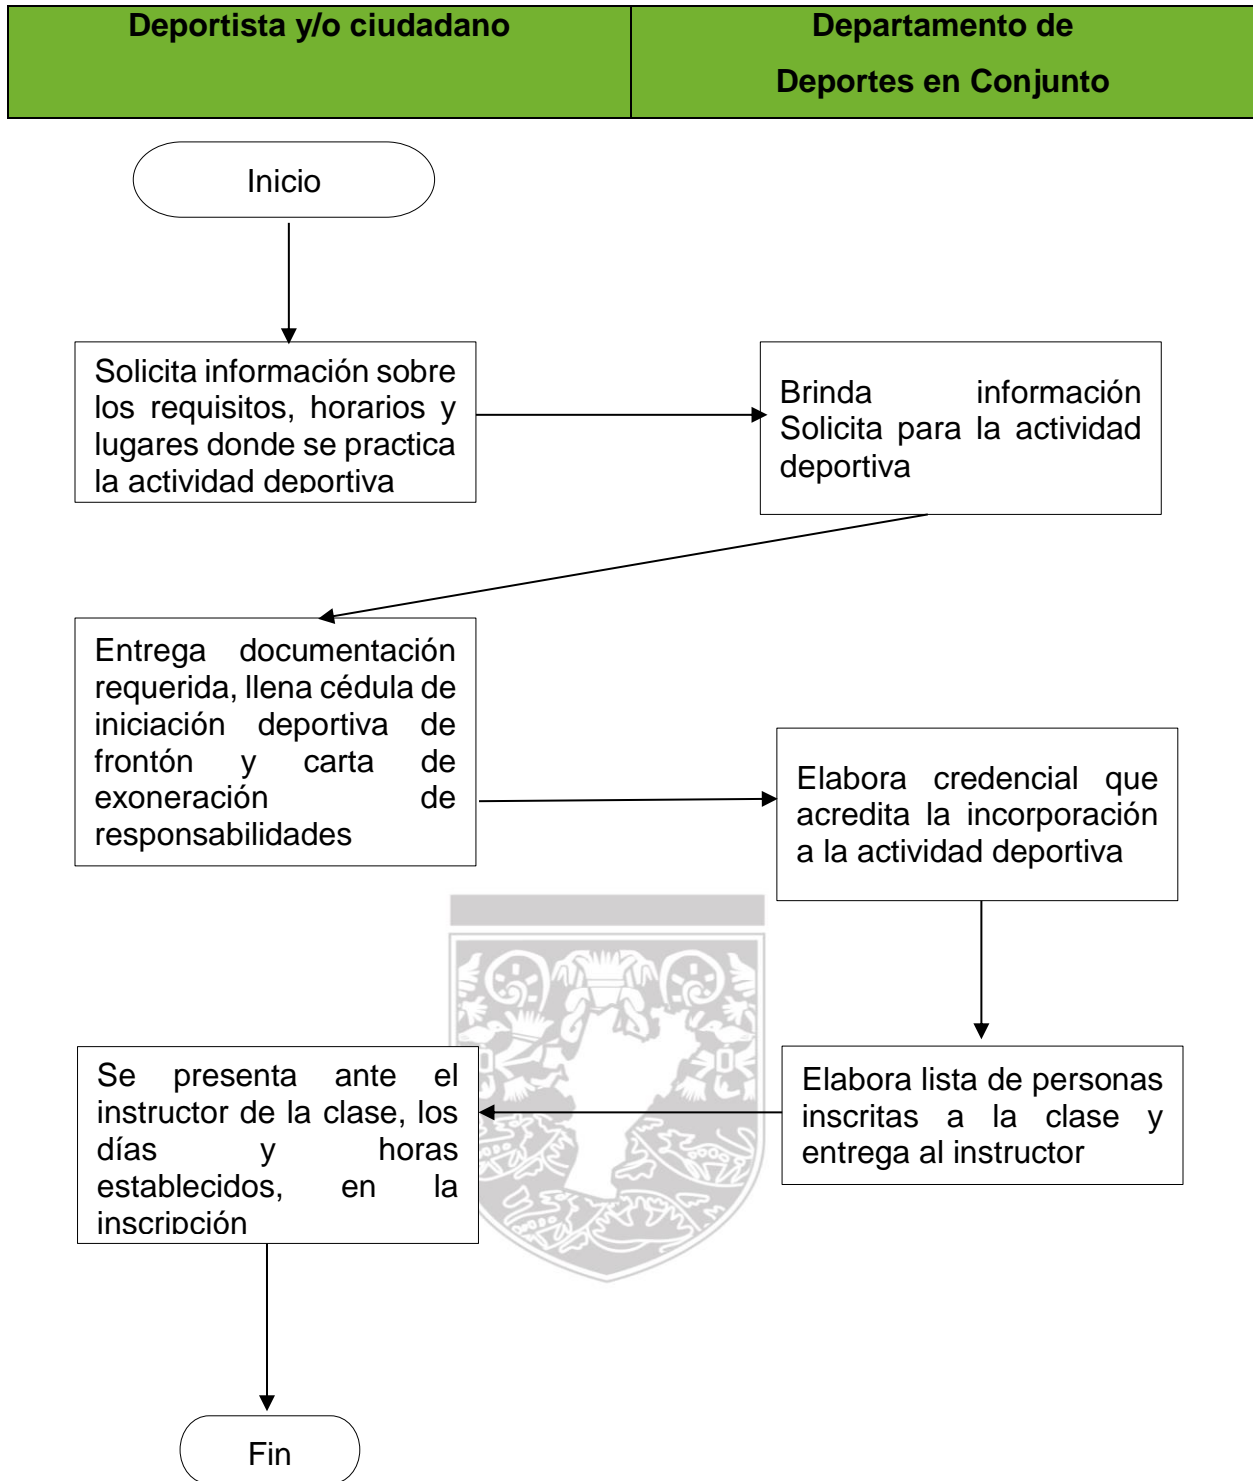 Deportista y/o ciudadano
Departamento de
Deportes en Conjunto
Inicio
Solicita información sobre
los requisitos, horarios y
lugares donde se practica
la actividad deportiva
Brinda información
Solicita para la actividad
deportiva
Entrega documentación
requerida, llena cédula de
iniciación deportiva de
frontón y carta de
exoneración de
responsabilidades
Elabora credencial que
acredita la incorporación
a la actividad deportiva
Elabora lista de personas
inscritas a la clase y
entrega al instructor
Se presenta ante el
instructor de la clase, los
días y horas
establecidos, en la
inscripción
Fin